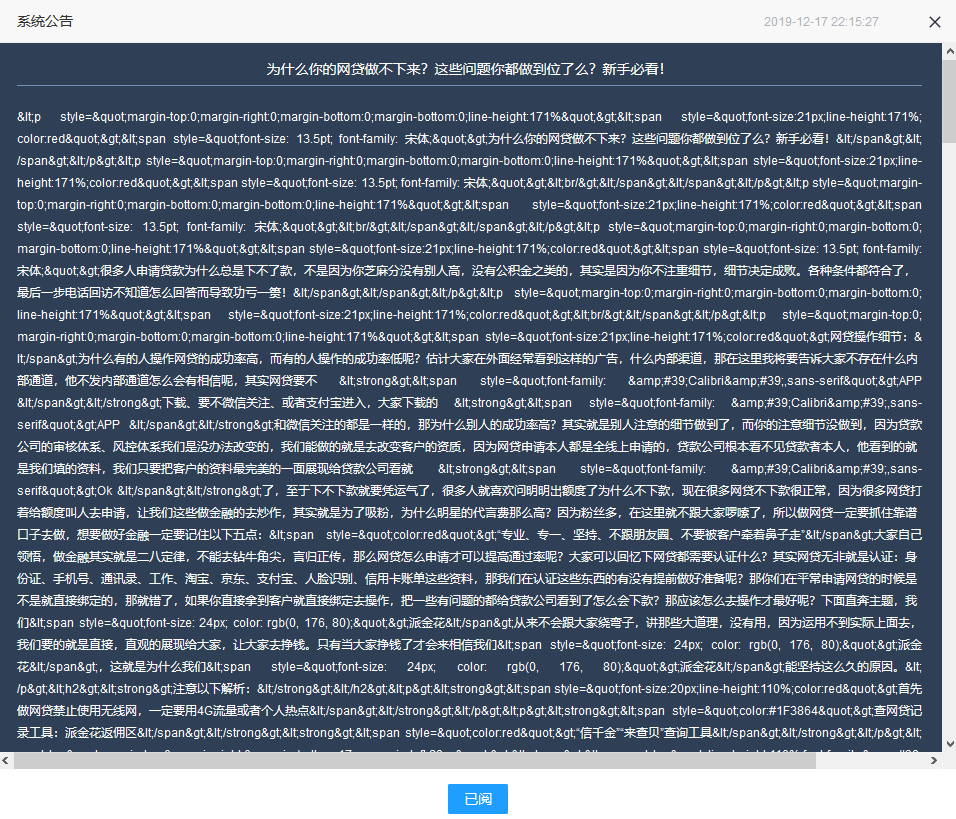 系统公告
2019-12-17 22:15:27
为什么你的网贷做不下来？这些问题你都做到位了么？新手必看！
&lt;p style=&quot;margin-top:0;margin-right:0;margin-bottom:0;margin-bottom:0;line-height:171%&quot;&gt;&lt;span style=&quot;font-size:21px;line-height:171%;
color:red&quot;&gt;&lt;span style=&quot;font-size: 13.5pt; font-family: 宋体;&quot;&gt;为什么你的网贷做不下来？这些问题你都做到位了么？新手必看！&lt;/span&gt;&lt;
/span&gt;&lt;/p&gt;&lt;p style=&quot;margin-top:0;margin-right:0;margin-bottom:0;margin-bottom:0;line-height:171%&quot;&gt;&lt;span style=&quot;font-size:21px;line-
height:171%;color:red&quot;&gt;&lt;span style=&quot;font-size: 13.5pt; font-family: 宋体;&quot;&gt;&lt;br/&gt;&lt;/span&gt;&lt;/span&gt;&lt;/p&gt;&lt;p style=&quot;margin-
top:0;margin-right:0;margin-bottom:0;margin-bottom:0;line-height:171%&quot;&gt;&lt;span style=&quot;font-size:21px;line-height:171%;color:red&quot;&gt;&lt;span
style=&quot;font-size: 13.5pt; font-family: 宋体;&quot;&gt;&lt;br/&gt;&lt;/span&gt;&lt;/span&gt;&lt;/p&gt;&lt;p style=&quot;margin-top:0;margin-right:0;margin-bottom:0;
margin-bottom:0;line-height:171%&quot;&gt;&lt;span style=&quot;font-size:21px;line-height:171%;color:red&quot;&gt;&lt;span style=&quot;font-size: 13.5pt; font-family:
宋体;&quot;&gt;很多人申请贷款为什么总是下不了款，不是因为你芝麻分没有别人高，没有公积金之类的，其实是因为你不注重细节，细节决定成败。各种条件都符合了，
最后一步电话回访不知道怎么回答而导致功亏一篑！&lt;/span&gt;&lt;/span&gt;&lt;/p&gt;&lt;p style=&quot;margin-top:0;margin-right:0;margin-bottom:0;margin-bottom:0;
line-height:171%&quot;&gt;&lt;span style=&quot;font-size:21px;line-height:171%;color:red&quot;&gt;&lt;br/&gt;&lt;/span&gt;&lt;/p&gt;&lt;p style=&quot;margin-top:0;
margin-right:0;margin-bottom:0;margin-bottom:0;line-height:171%&quot;&gt;&lt;span style=&quot;font-size:21px;line-height:171%;color:red&quot;&gt;网贷操作细节：&
lt;/span&gt;为什么有的人操作网贷的成功率高，而有的人操作的成功率低呢？估计大家在外面经常看到这样的广告，什么内部渠道，那在这里我将要告诉大家不存在什么内
部通道，他不发内部通道怎么会有相信呢，其实网贷要不 &lt;strong&gt;&lt;span style=&quot;font-family: &amp;#39;Calibri&amp;#39;,sans-serif&quot;&gt;APP
&lt;/span&gt;&lt;/strong&gt;下载、要不微信关注、或者支付宝进入，大家下载的 &lt;strong&gt;&lt;span style=&quot;font-family: &amp;#39;Calibri&amp;#39;,sans-
serif&quot;&gt;APP &lt;/span&gt;&lt;/strong&gt;和微信关注的都是一样的，那为什么别人的成功率高？其实就是别人注意的细节做到了，而你的注意细节没做到，因为贷款
公司的审核体系、风控体系我们是没办法改变的，我们能做的就是去改变客户的资质，因为网贷申请本人都是全线上申请的，贷款公司根本看不见贷款者本人，他看到的就
是我们填的资料，我们只要把客户的资料最完美的一面展现给贷款公司看就 &lt;strong&gt;&lt;span style=&quot;font-family: &amp;#39;Calibri&amp;#39;,sans-
serif&quot;&gt;Ok &lt;/span&gt;&lt;/strong&gt;了，至于下不下款就要凭运气了，很多人就喜欢问明明出额度了为什么不下款，现在很多网贷不下款很正常，因为很多网贷打
着给额度叫人去申请，让我们这些做金融的去炒作，其实就是为了吸粉，为什么明星的代言费那么高？因为粉丝多，在这里就不跟大家啰嗦了，所以做网贷一定要抓住靠谱
口子去做，想要做好金融一定要记住以下五点：&lt;span style=&quot;color:red&quot;&gt;“专业、专一、坚持、不跟朋友圈、不要被客户牵着鼻子走”&lt;/span&gt;大家自己
领悟，做金融其实就是二八定律，不能去钻牛角尖，言归正传，那么网贷怎么申请才可以提高通过率呢？大家可以回忆下网贷都需要认证什么？其实网贷无非就是认证：身
份证、手机号、通讯录、工作、淘宝、京东、支付宝、人脸识别、信用卡账单这些资料，那我们在认证这些东西的有没有提前做好准备呢？那你们在平常申请网贷的时候是
不是就直接绑定的，那就错了，如果你直接拿到客户就直接绑定去操作，把一些有问题的都给贷款公司看到了怎么会下款？那应该怎么去操作才最好呢？下面直奔主题，我
们&lt;span style=&quot;font-size: 24px; color: rgb(0, 176, 80);&quot;&gt;派金花&lt;/span&gt;从来不会跟大家绕弯子，讲那些大道理，没有用，因为运用不到实际上面去，
我们要的就是直接，直观的展现给大家，让大家去挣钱。只有当大家挣钱了才会来相信我们&lt;span style=&quot;font-size: 24px; color: rgb(0, 176, 80);&quot;&gt;派金
花&lt;/span&gt;，这就是为什么我们&lt;span style=&quot;font-size: 24px; color: rgb(0, 176, 80);&quot;&gt;派金花&lt;/span&gt;能坚持这么久的原因。&lt;
/p&gt;&lt;h2&gt;&lt;strong&gt;注意以下解析：&lt;/strong&gt;&lt;/h2&gt;&lt;p&gt;&lt;strong&gt;&lt;span style=&quot;font-size:20px;line-height:110%;color:red&quot;&gt;首先
做网贷禁止使用无线网，一定要用4G流量或者个人热点&lt;/span&gt;&lt;/strong&gt;&lt;/p&gt;&lt;p&gt;&lt;strong&gt;&lt;span style=&quot;color:#1F3864&quot;&gt;查网贷记
录工具：派金花返佣区&lt;/span&gt;&lt;/strong&gt;&lt;strong&gt;&lt;span style=&quot;color:red&quot;&gt;“信千金”“来查贝”查询工具&lt;/span&gt;&lt;/strong&gt;&lt;/p&gt;&lt;
已阅